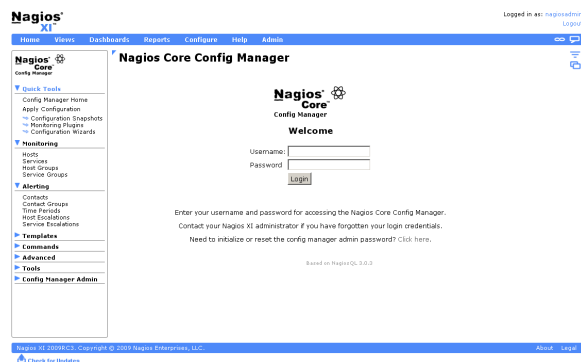 Nagios®
XI™
Logged in as: nagiosadmin
Logout
Home Views Dashboards Reports Configure Help Admin
Nagios®
Core™
Config Manager
Quick Tools
Config Manager Home
Apply Configuration
Configuration Snapshots
Monitoring Plugins
Configuration Wizards
Monitoring
Hosts
Services
Host Groups
Service Groups
Alerting
Contacts
Contact Groups
Time Periods
Host Escalations
Service Escalations
Templates
Commands
Advanced
Tools
Config Manager Admin
Nagios Core Config Manager
Nagios®
Core™
Config Manager
Welcome
Username:
Password
Login
Enter your username and password for accessing the Nagios Core Config Manager.
Contact your Nagios XI administrator if you have forgotten your login credentials.
Need to initialize or reset the config manager admin password? Click here.
Based on NagiosQL 3.0.3
Nagios XI 2009RC3, Copyright © 2009 Nagios Enterprises, LLC.
About Legal
Check for Updates